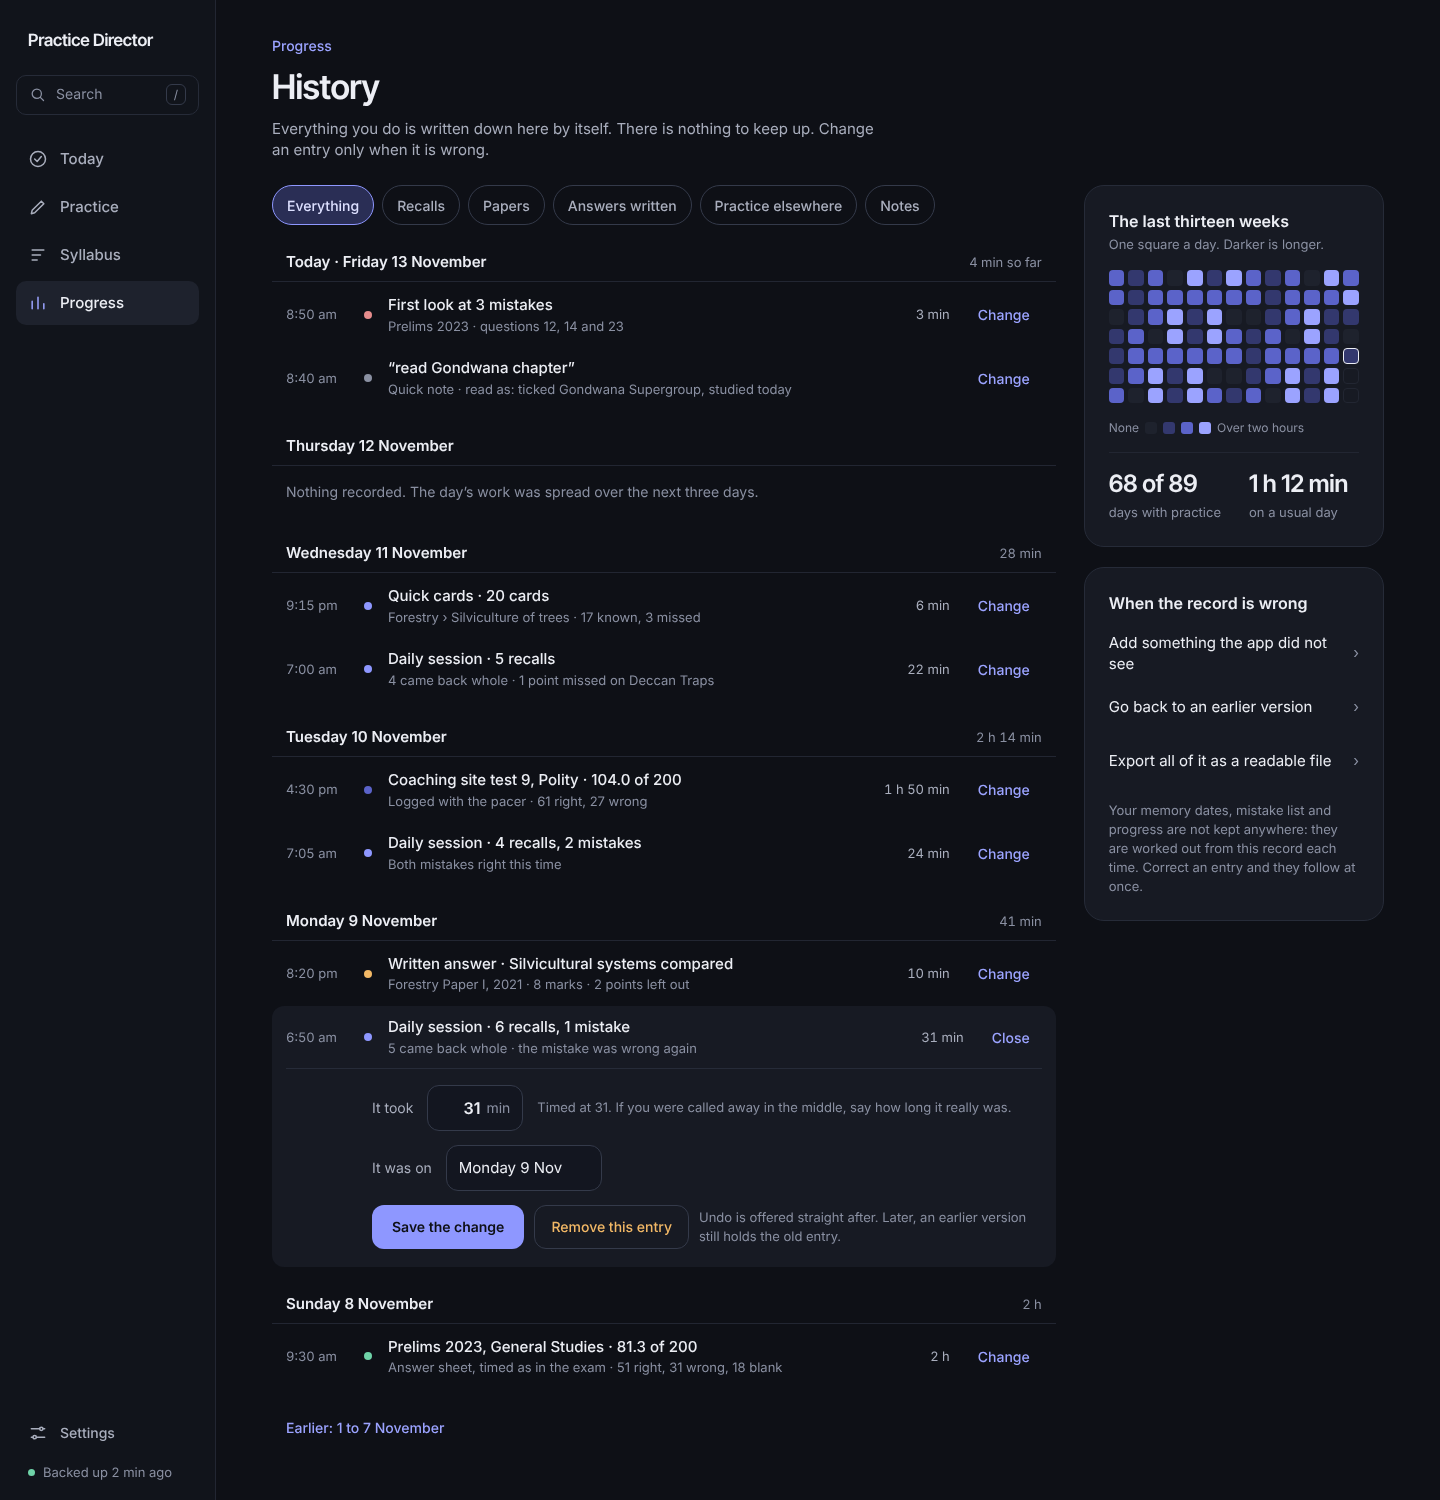 Practice Director
Search /
Today
Practice
Syllabus
Progress
Settings
Backed up 2 min ago
Progress
History
Everything you do is written down here by itself. There is nothing to keep up. Change
an entry only when it is wrong.
Everything Recalls Papers Answers written Practice elsewhere Notes
Today · Friday 13 November 4 min so far
8:50 am First look at 3 mistakes 3 min Change
Prelims 2023 · questions 12, 14 and 23
8:40 am “read Gondwana chapter” Change
Quick note · read as: ticked Gondwana Supergroup, studied today
Thursday 12 November
Nothing recorded. The day’s work was spread over the next three days.
Wednesday 11 November 28 min
9:15 pm Quick cards · 20 cards 6 min Change
Forestry › Silviculture of trees · 17 known, 3 missed
7:00 am Daily session · 5 recalls 22 min Change
4 came back whole · 1 point missed on Deccan Traps
Tuesday 10 November 2 h 14 min
4:30 pm Coaching site test 9, Polity · 104.0 of 200 1 h 50 min Change
Logged with the pacer · 61 right, 27 wrong
7:05 am Daily session · 4 recalls, 2 mistakes 24 min Change
Both mistakes right this time
Monday 9 November 41 min
8:20 pm Written answer · Silvicultural systems compared 10 min Change
Forestry Paper I, 2021 · 8 marks · 2 points left out
6:50 am Daily session · 6 recalls, 1 mistake 31 min Close
5 came back whole · the mistake was wrong again
It took 31 min Timed at 31. If you were called away in the middle, say how long it really was.
It was on Monday 9 Nov
Save the change Remove this entry Undo is offered straight after. Later, an earlier version
still holds the old entry.
Sunday 8 November 2 h
9:30 am Prelims 2023, General Studies · 81.3 of 200 2 h Change
Answer sheet, timed as in the exam · 51 right, 31 wrong, 18 blank
Earlier: 1 to 7 November
The last thirteen weeks
One square a day. Darker is longer.
None Over two hours
68 of 89 1 h 12 min
days with practice on a usual day
When the record is wrong
Add something the app did not
see ›
Go back to an earlier version ›
Export all of it as a readable file ›
Your memory dates, mistake list and
progress are not kept anywhere: they
are worked out from this record each
time. Correct an entry and they follow at
once.